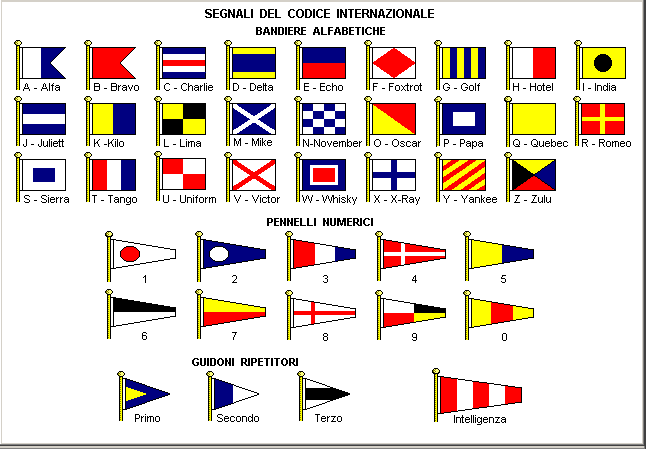 SEGNALI DEL CODICE INTERNAZIONALE
BANDIERE ALFABETICHE
A - Alfa B - Bravo C - Charlie D - Delta E - Echo F - Foxtrot G - Golf H - Hotel I - India
J - Juliett K -Kilo L - Lima M - Mike N-November O - Oscar P - Papa Q - Quebec R - Romeo
S - Sierra T - Tango U - Uniform V - Victor W - Whisky X - X-Ray Y - Yankee Z - Zulu
PENNELLI NUMERICI
1 2 3 4 5
6 7 8 9 0
GUIDONI RIPETITORI
Primo Secondo Terzo Intelligenza